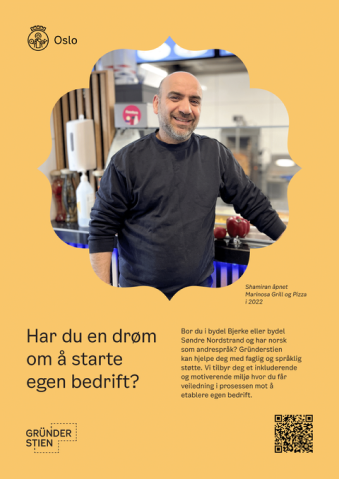 Oslo
Shamiran åpnet
Marinosa Grill og Pizza
i 2022
Har du en drøm
om å starte
egen bedrift?
Bor du i bydel Bjerke eller bydel
Søndre Nordstrand og har norsk
som andrespråk? Gründerstien
kan hjelpe deg med faglig og språklig
støtte. Vi tilbyr deg et inkluderende
og motiverende miljø hvor du får
veiledning i prosessen mot å
etablere egen bedrift.
GRÜNDER
STIEN